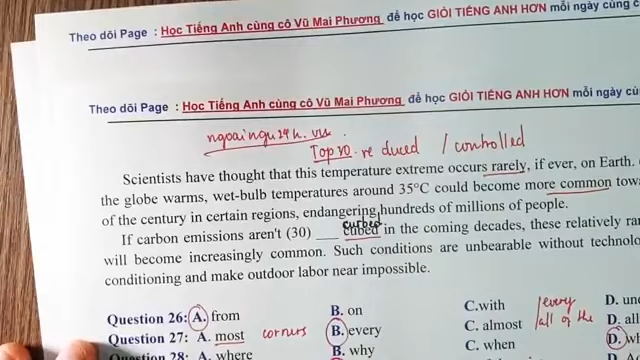 Theo dõi Page : Học Tiếng Anh cùng cô Vũ Mai Phương để học GIỎI TIẾNG ANH HƠN mỗi ngày cùng c
Theo dõi Page : Học Tiếng Anh cùng cô Vũ Mai Phương để học GIỎI TIẾNG ANH HƠN mỗi ngày cù
ngoaingu24h.vn
Top 20. reduced / controlled
Scientists have thought that this temperature extreme occurs rarely, if ever, on Earth.
the globe warms, wet-bulb temperatures around 35°C could become more common tow
of the century in certain regions, endangering hundreds of millions of people.
curbed
If carbon emissions aren't (30) ___ cubed in the coming decades, these relatively ra
will become increasingly common. Such conditions are unbearable without technolo
conditioning and make outdoor labor near impossible.
Question 26: A. from B. on C.with D. un
/every
Question 27: A. most corners B. every C. almost /all of the D. all
Question 28: A. where B. why C. when D. w